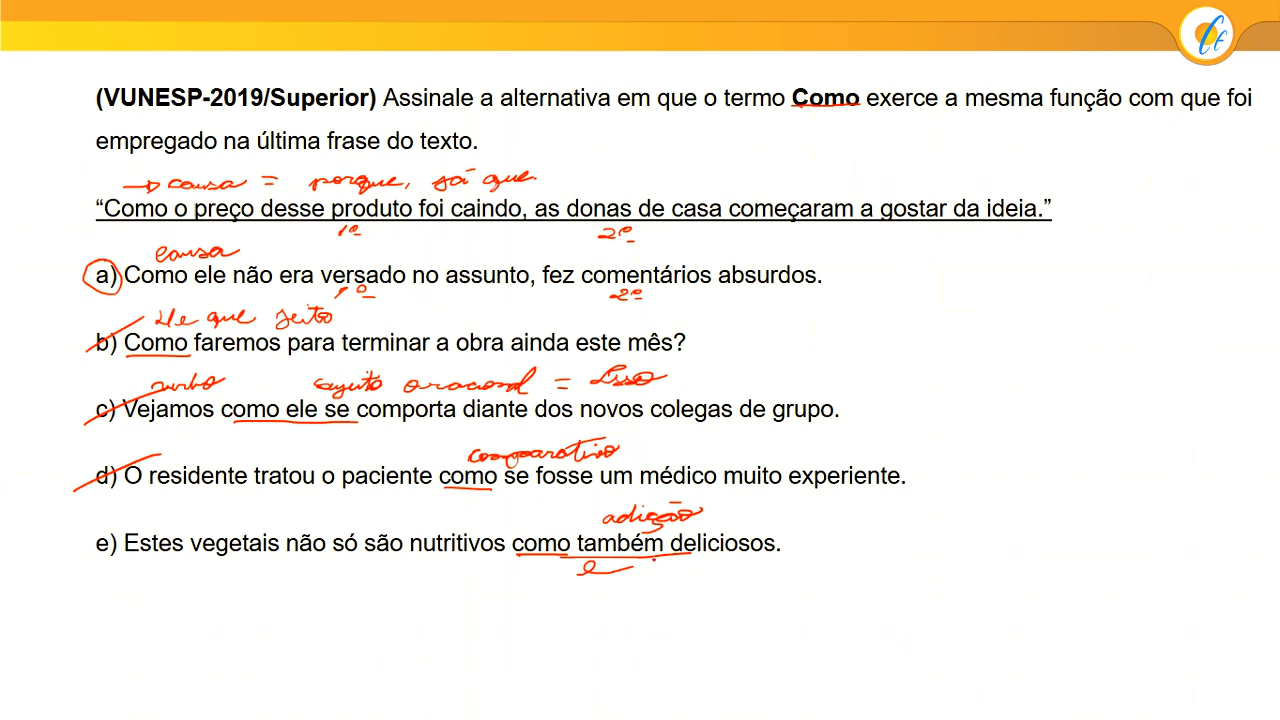 (VUNESP-2019/Superior) Assinale a alternativa em que o termo Como exerce a mesma função com que foi
empregado na última frase do texto.
→ causa = porque, já que
"Como o preço desse produto foi caindo, as donas de casa começaram a gostar da ideia."
1º 2º
causa
a) Como ele não era versado no assunto, fez comentários absurdos.
1º 2º
De que jeito
b) Como faremos para terminar a obra ainda este mês?
verbo sujeito oracional = Isso
c) Vejamos como ele se comporta diante dos novos colegas de grupo.
comparativo
d) O residente tratou o paciente como se fosse um médico muito experiente.
adição
e) Estes vegetais não só são nutritivos como também deliciosos.
e